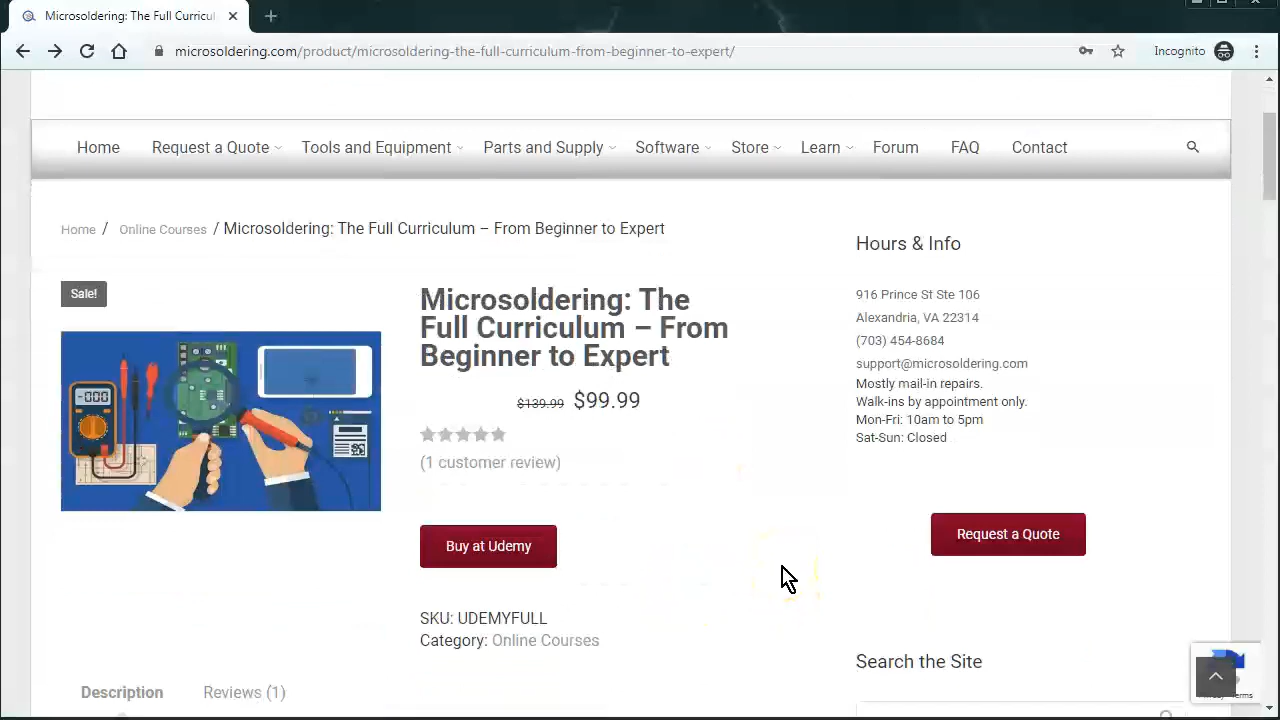 Microsoldering: The Full Curricul
microsoldering.com/product/microsoldering-the-full-curriculum-from-beginner-to-expert/
Incognito
Home
Request a Quote
Tools and Equipment
Parts and Supply
Software
Store
Learn
Forum
FAQ
Contact
Home / Online Courses / Microsoldering: The Full Curriculum – From Beginner to Expert
Sale!
-000
Microsoldering: The
Full Curriculum – From
Beginner to Expert
$139.99 $99.99
(1 customer review)
Buy at Udemy
SKU: UDEMYFULL
Category: Online Courses
Description
Reviews (1)
Hours & Info
916 Prince St Ste 106
Alexandria, VA 22314
(703) 454-8684
support@microsoldering.com
Mostly mail-in repairs.
Walk-ins by appointment only.
Mon-Fri: 10am to 5pm
Sat-Sun: Closed
Request a Quote
Search the Site
Terms